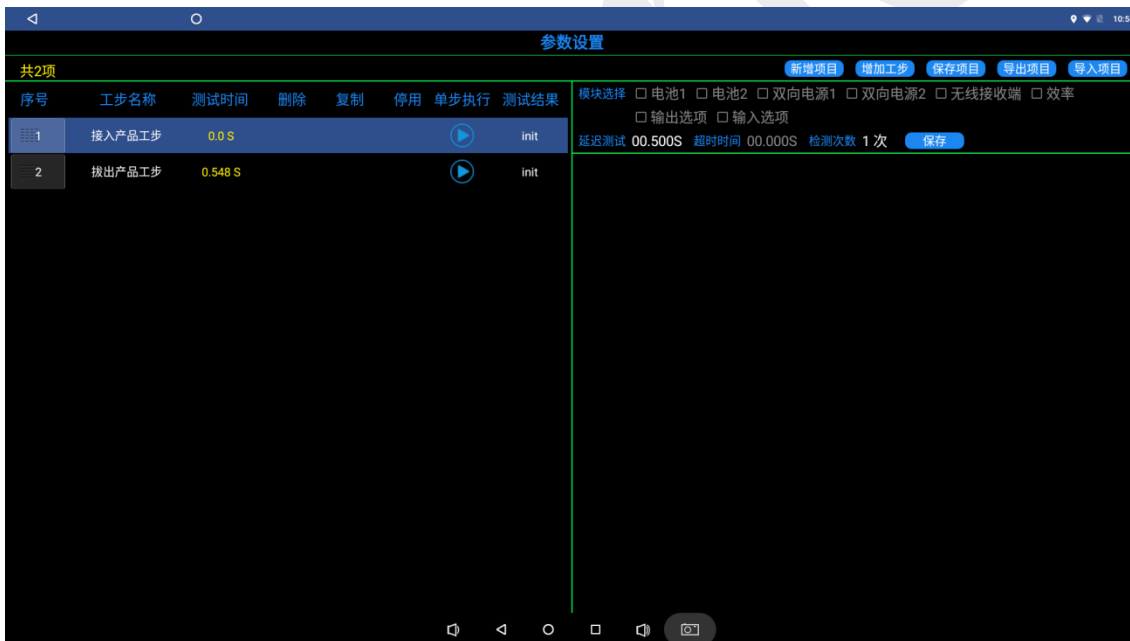 10:5
参数设置
共2项 新增项目 增加工步 保存项目 导出项目 导入项目
序号 工步名称 测试时间 删除 复制 停用 单步执行 测试结果
1 接入产品工步 0.0 S init
2 拔出产品工步 0.548 S init
模块选择 电池1 电池2 双向电源1 双向电源2 无线接收端 效率
输出选项 输入选项
延迟测试 00.500S 超时时间 00.000S 检测次数 1 次 保存